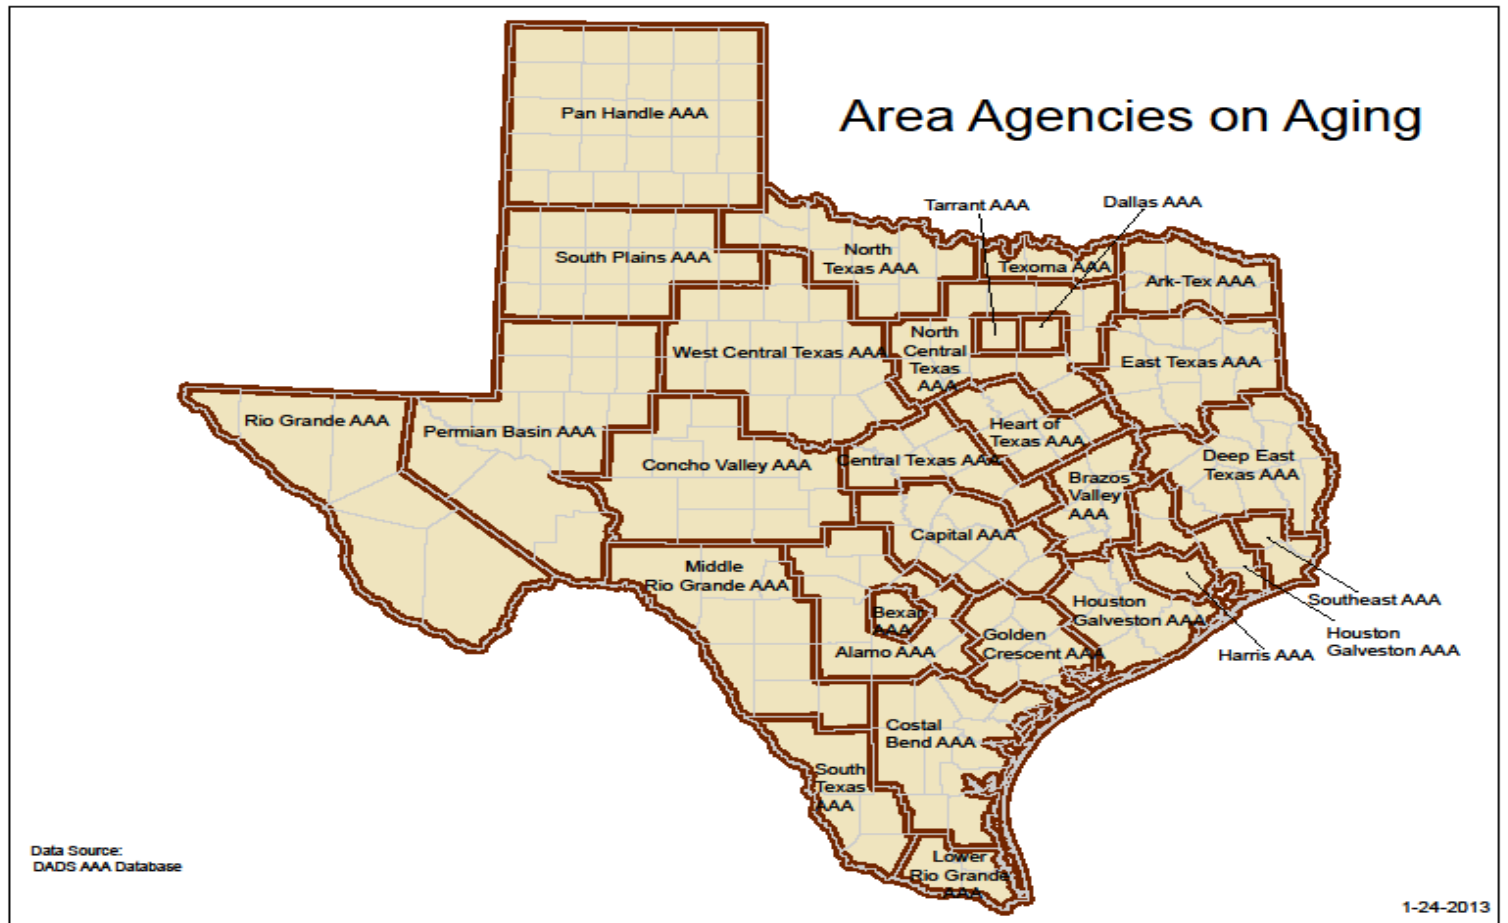 Area Agencies on Aging
Pan Handle AAA
Tarrant AAA
Dallas AAA
South Plains AAA
North
Texas AAA
Texoma AAA
Ark-Tex AAA
West Central Texas AAA
North
Central
Texas
AAA
East Texas AAA
Rio Grande AAA
Permian Basin AAA
Heart of
Texas AAA
Concho Valley AAA
Central Texas AAA
Brazos
Valley
AAA
Deep East
Texas AAA
Capital AAA
Middle
Rio Grande AAA
Bexar
AAA
Alamo AAA
Golden
Crescent AAA
Houston
Galveston AAA
Southeast AAA
Houston
Galveston AAA
Harris AAA
Costal
Bend AAA
South
Texas
AAA
Lower
Rio Grande
AAA
Data Source:
DADS AAA Database
1-24-2013